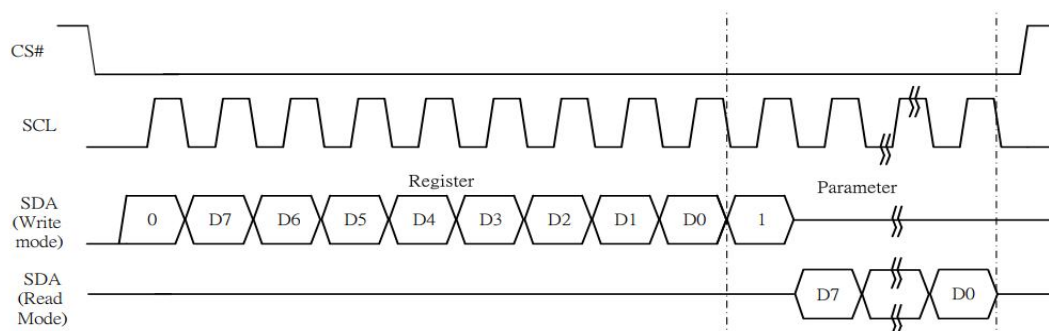 CS#
SCL
Register
Parameter
SDA
(Write
mode)
0 D7 D6 D5 D4 D3 D2 D1 D0 1
SDA
(Read
Mode)
D7 D0